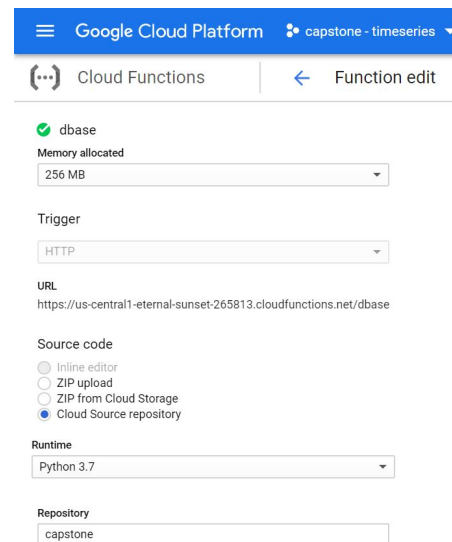 Google Cloud Platform capstone - timeseries
Cloud Functions Function edit
dbase
Memory allocated
256 MB
Trigger
HTTP
URL
https://us-central1-eternal-sunset-265813.cloudfunctions.net/dbase
Source code
Inline editor
ZIP upload
ZIP from Cloud Storage
Cloud Source repository
Runtime
Python 3.7
Repository
capstone